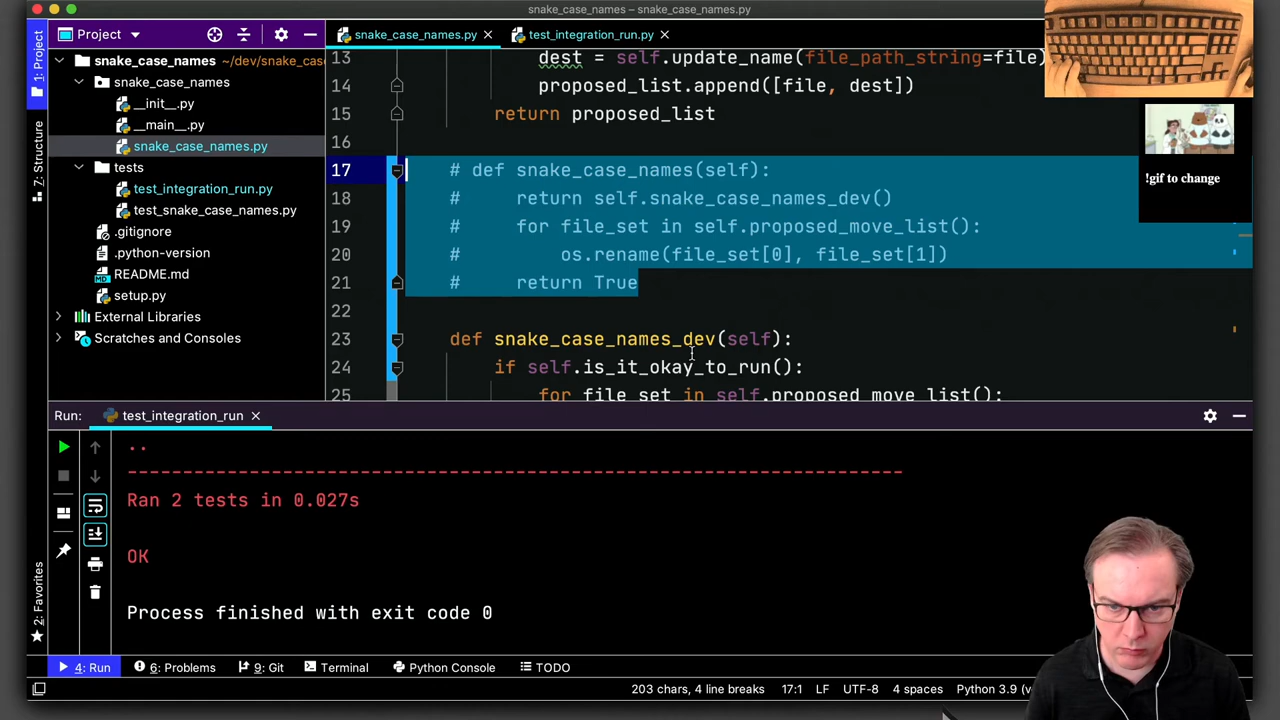 snake_case_names – snake_case_names.py
Project
snake_case_names.py
test_integration_run.py
1: Project
7: Structure
2: Favorites
snake_case_names ~/dev/snake_cas
snake_case_names
__init__.py
__main__.py
snake_case_names.py
tests
test_integration_run.py
test_snake_case_names.py
.gitignore
.python-version
README.md
setup.py
External Libraries
Scratches and Consoles
13 dest = self.update_name(file_path_string=file)
14 proposed_list.append([file, dest])
15 return proposed_list
16
17 # def snake_case_names(self):
18 # return self.snake_case_names_dev()
19 # for file_set in self.proposed_move_list():
20 # os.rename(file_set[0], file_set[1])
21 # return True
22
23 def snake_case_names_dev(self):
24 if self.is_it_okay_to_run():
25 for file_set in self.proposed_move_list():
!gif to change
Run: test_integration_run
..
----------------------------------------------------------------------
Ran 2 tests in 0.027s
OK
Process finished with exit code 0
4: Run 6: Problems 9: Git Terminal Python Console TODO
203 chars, 4 line breaks 17:1 LF UTF-8 4 spaces Python 3.9 (v